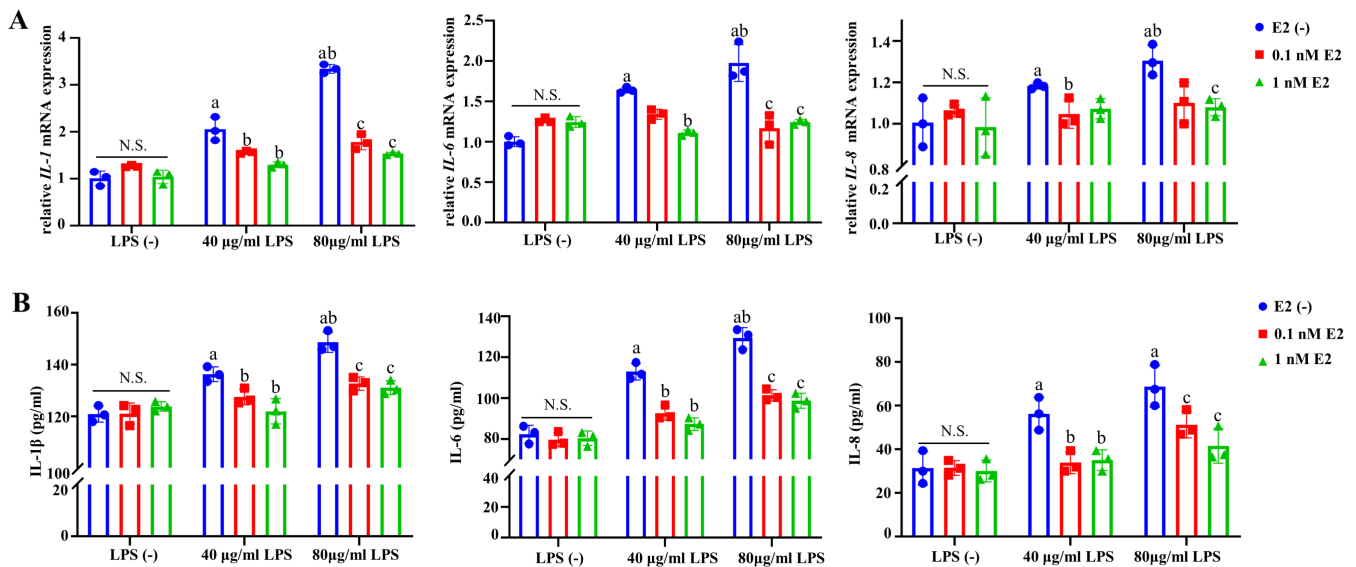 A
relative IL-1 mRNA expression
4
3
2
1
0
N.S.
a
b
b
ab
c
c
LPS (-)
40 μg/ml LPS
80μg/ml LPS
relative IL-6 mRNA expression
2.5
2.0
1.5
1.0
0.5
0.0
N.S.
a
b
ab
c
c
LPS (-)
40 μg/ml LPS
80μg/ml LPS
relative IL-8 mRNA expression
1.4
1.2
1.0
0.8
0.2
0.0
N.S.
a
b
ab
c
LPS (-)
40 μg/ml LPS
80μg/ml LPS
E2 (-)
0.1 nM E2
1 nM E2
B
IL-1β (pg/ml)
160
140
120
100
20
0
N.S.
a
b
b
ab
c
c
LPS (-)
40 μg/ml LPS
80μg/ml LPS
IL-6 (pg/ml)
140
120
100
80
60
40
20
0
N.S.
a
b
b
ab
c
c
LPS (-)
40 μg/ml LPS
80μg/ml LPS
IL-8 (pg/ml)
100
80
60
40
20
0
N.S.
a
b
b
a
c
c
LPS (-)
40 μg/ml LPS
80μg/ml LPS
E2 (-)
0.1 nM E2
1 nM E2